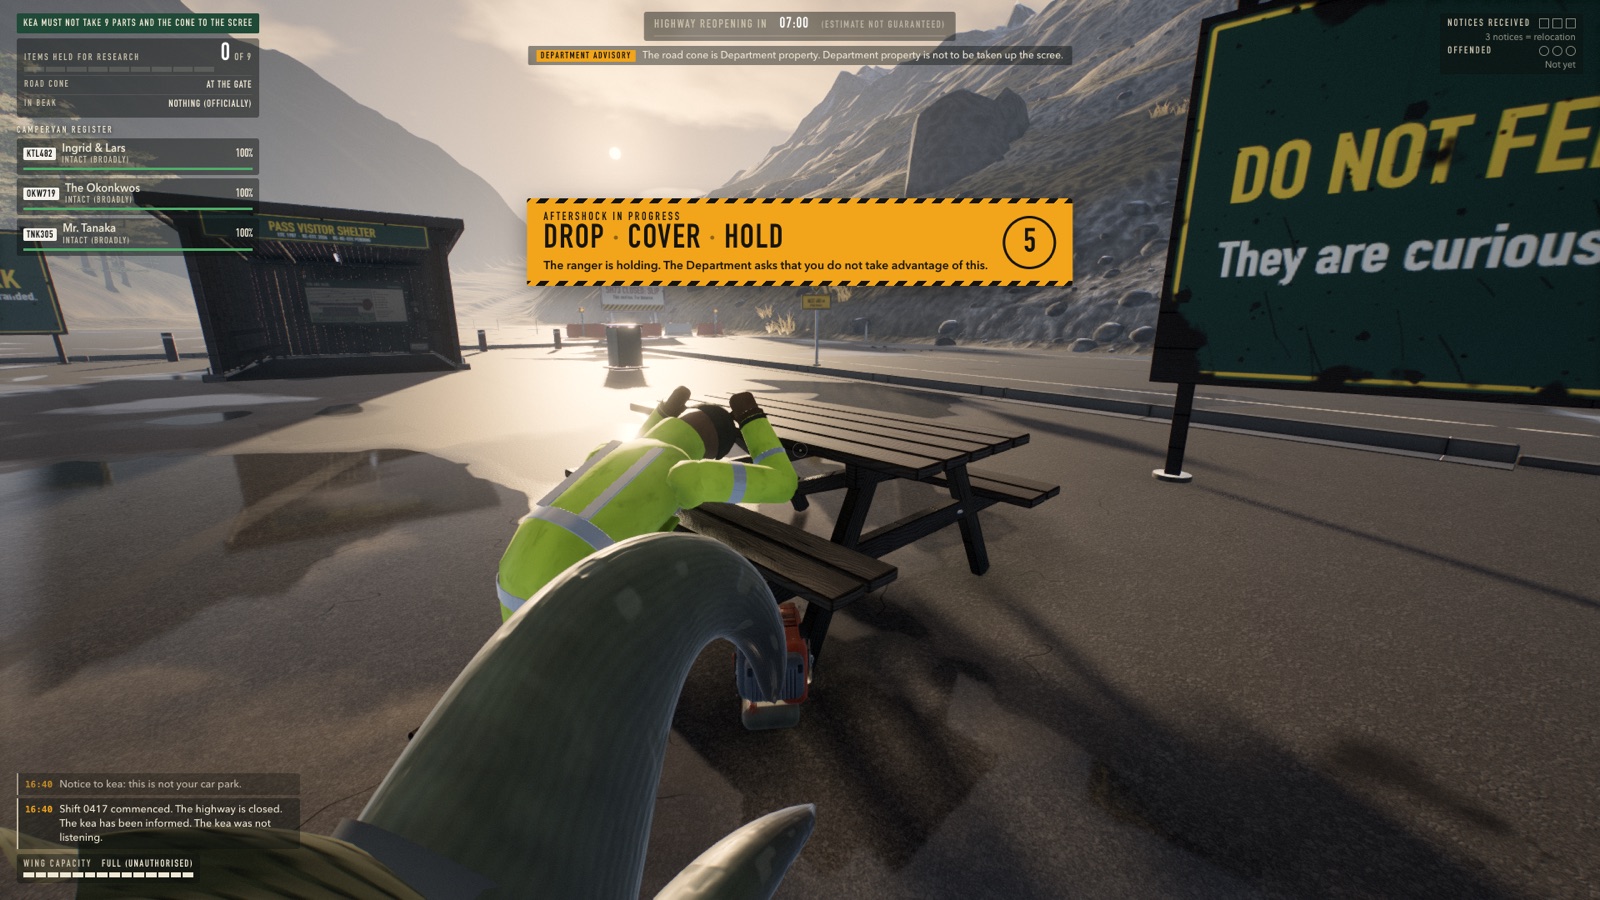 KEA MUST NOT TAKE 9 PARTS AND THE CONE TO THE SCREE
ITEMS HELD FOR RESEARCH 0 OF 9
ROAD CONE AT THE GATE
IN BEAK NOTHING (OFFICIALLY)
CAMPERVAN REGISTER
KTL482 Ingrid & Lars 100%
INTACT (BROADLY)
OKW719 The Okonkwos 100%
INTACT (BROADLY)
TNK305 Mr. Tanaka 100%
INTACT (BROADLY)
HIGHWAY REOPENING IN 07:00 (ESTIMATE NOT GUARANTEED)
DEPARTMENT ADVISORY The road cone is Department property. Department property is not to be taken up the scree.
NOTICES RECEIVED
3 notices = relocation
OFFENDED
Not yet
AFTERSHOCK IN PROGRESS
DROP · COVER · HOLD
The ranger is holding. The Department asks that you do not take advantage of this.
5
PASS VISITOR SHELTER
DO NOT FE
They are curious
16:40 Notice to kea: this is not your car park.
16:40 Shift 0417 commenced. The highway is closed.
The kea has been informed. The kea was not
listening.
WING CAPACITY FULL (UNAUTHORISED)